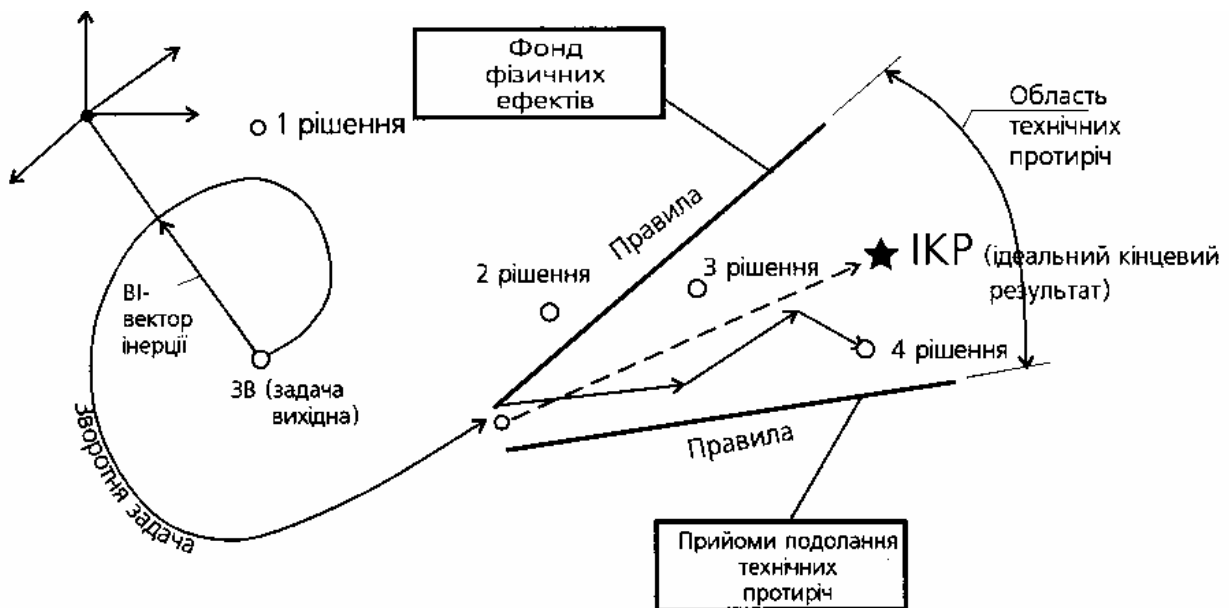 Фонд
фізичних
ефектів
Область
технічних
протиріч
1 рішення
Правила
2 рішення
3 рішення
ІКР (ідеальний кінцевий
результат)
ВІ-
вектор
інерції
4 рішення
ЗВ (задача
вихідна)
Правила
Зворотня задача
Прийоми подолання
технічних
протиріч